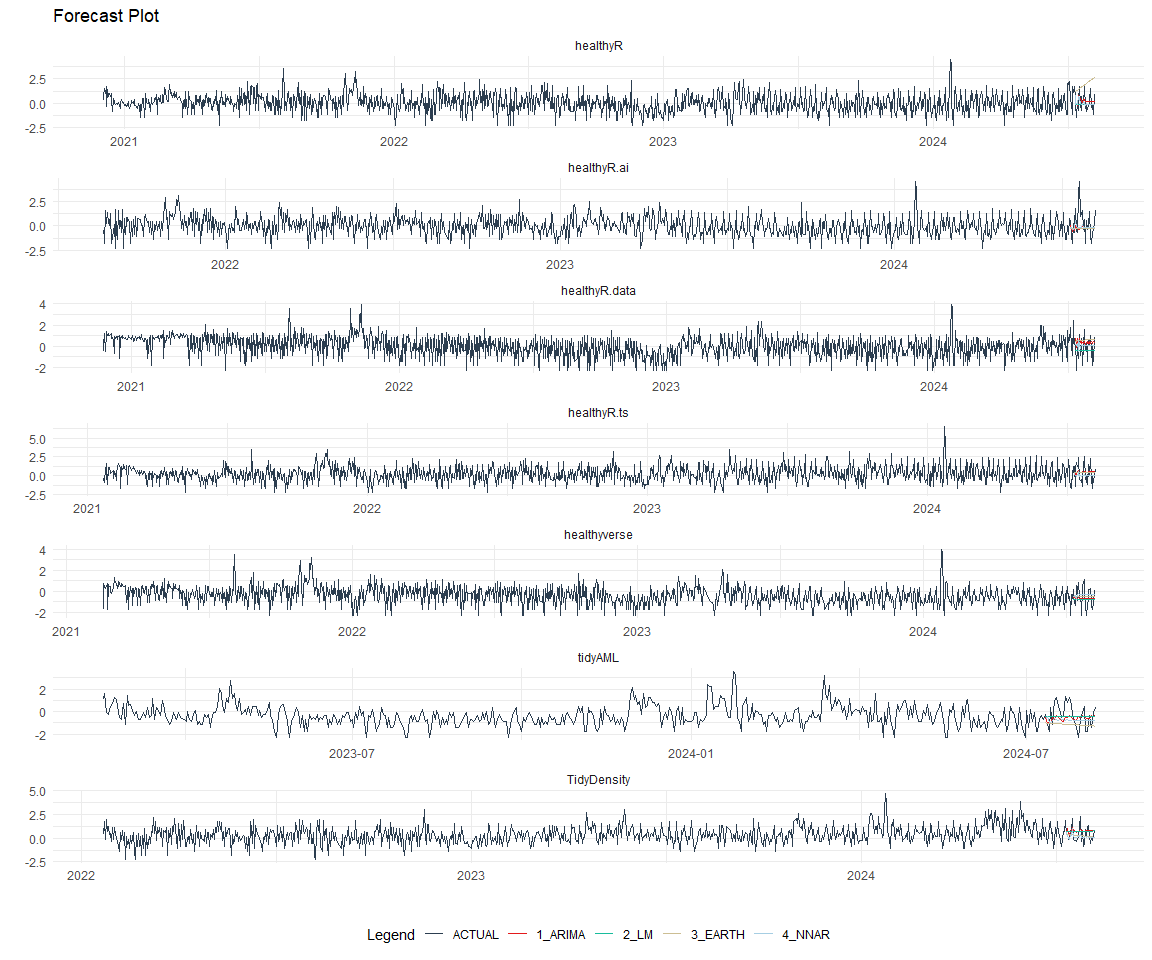 Forecast Plot
healthyR
2.5
0.0
-2.5
2021 2022 2023 2024
healthyR.ai
2.5
0.0
-2.5
2022 2023 2024
healthyR.data
4
2
0
-2
2021 2022 2023 2024
healthyR.ts
5.0
2.5
0.0
-2.5
2021 2022 2023 2024
healthyverse
4
2
0
-2
2021 2022 2023 2024
tidyAML
2
0
-2
2023-07 2024-01 2024-07
TidyDensity
5.0
2.5
0.0
-2.5
2022 2023 2024
Legend ACTUAL 1_ARIMA 2_LM 3_EARTH 4_NNAR